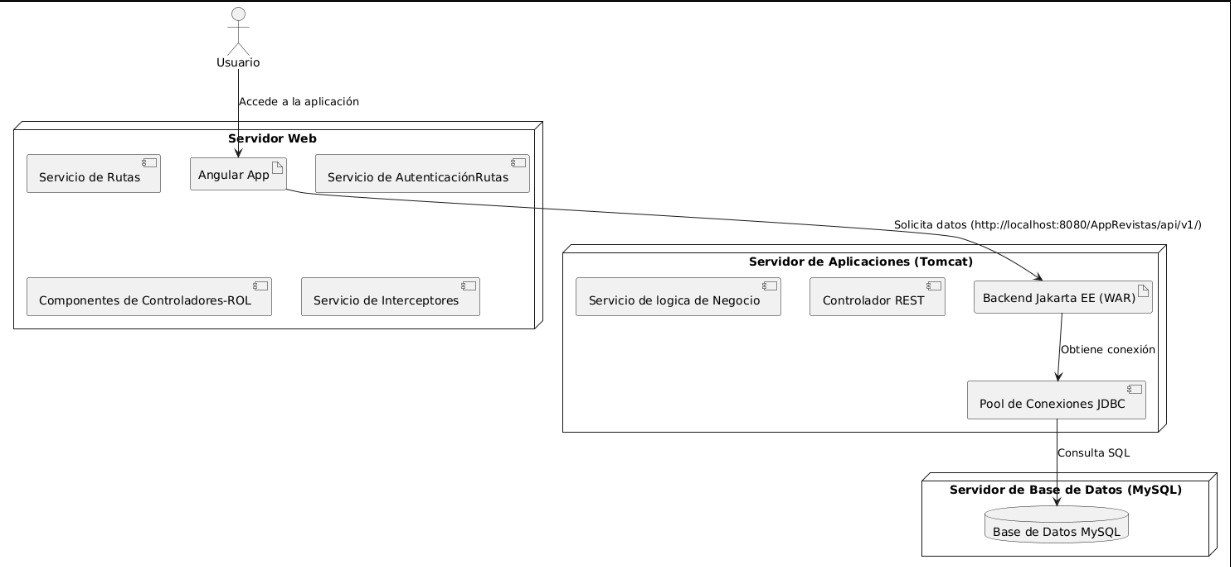 Usuario
Accede a la aplicación
Servidor Web
Servicio de Rutas
Angular App
Servicio de AutenticaciónRutas
Solicita datos (http://localhost:8080/AppRevistas/api/v1/)
Componentes de Controladores-ROL
Servicio de Interceptores
Servidor de Aplicaciones (Tomcat)
Servicio de logica de Negocio
Controlador REST
Backend Jakarta EE (WAR)
Obtiene conexión
Pool de Conexiones JDBC
Consulta SQL
Servidor de Base de Datos (MySQL)
Base de Datos MySQL